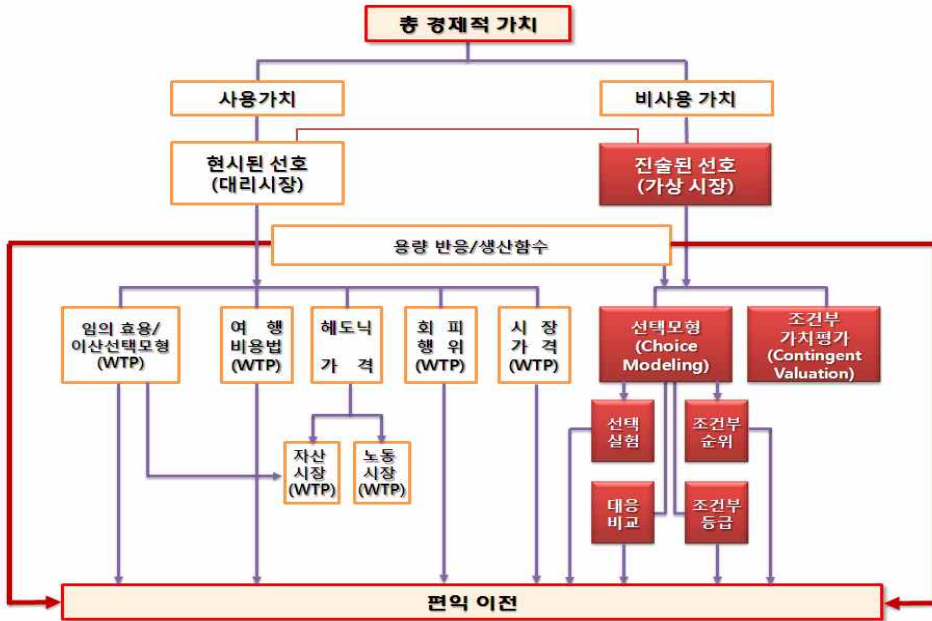 총 경제적 가치
사용가치
비사용 가치
현시된 선호
(대리시장)
진술된 선호
(가상 시장)
용량 반응/생산함수
임의 효용/
이산선택모형
(WTP)
여 행
비용법
(WTP)
헤도닉
가 격
회 피
행 위
(WTP)
시 장
가 격
(WTP)
선택모형
(Choice
Modeling)
조건부
가치평가
(Contingent
Valuation)
자산
시장
(WTP)
노동
시장
(WTP)
선택
실험
조건부
순위
대응
비교
조건부
등급
편익 이전